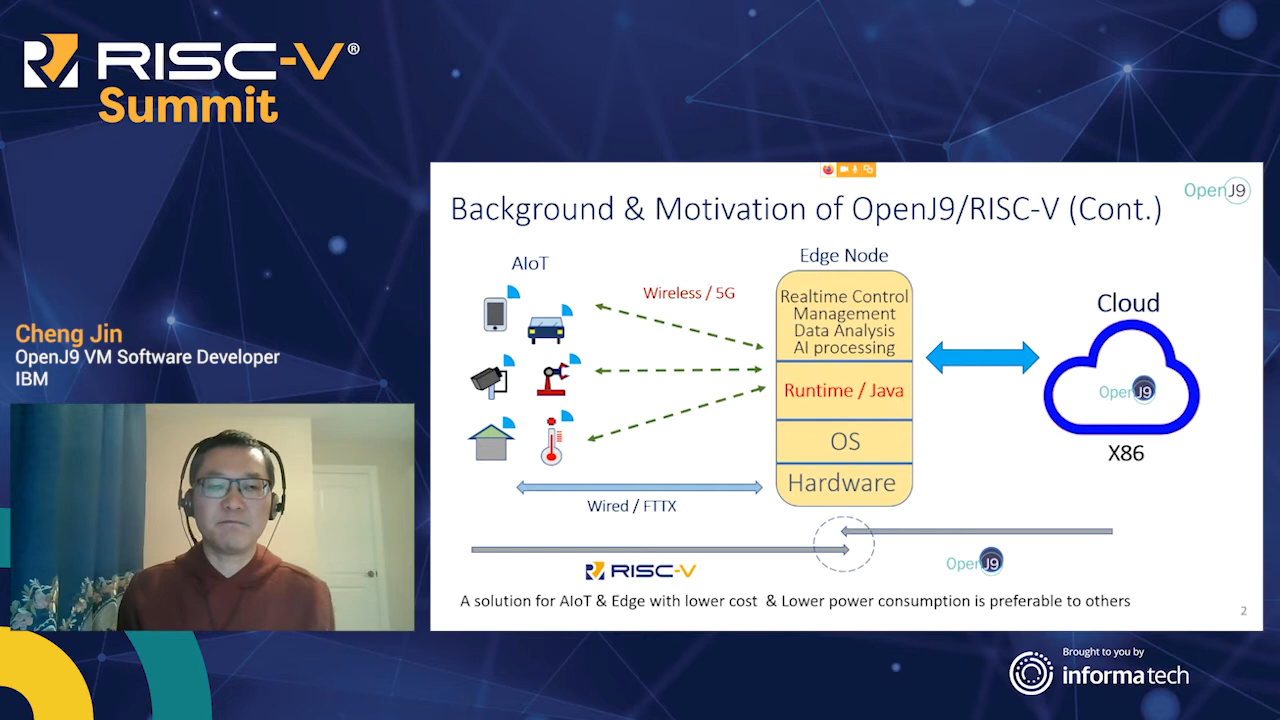 RISC-V®
Summit
Cheng Jin
OpenJ9 VM Software Developer
IBM
OpenJ9
Background & Motivation of OpenJ9/RISC-V (Cont.)
AIoT
Wireless / 5G
Edge Node
Realtime Control
Management
Data Analysis
AI processing
Runtime / Java
OS
Hardware
Cloud
OpenJ9
X86
Wired / FTTX
RISC-V
OpenJ9
A solution for AIoT & Edge with lower cost & Lower power consumption is preferable to others
2
Brought to you by
informa tech